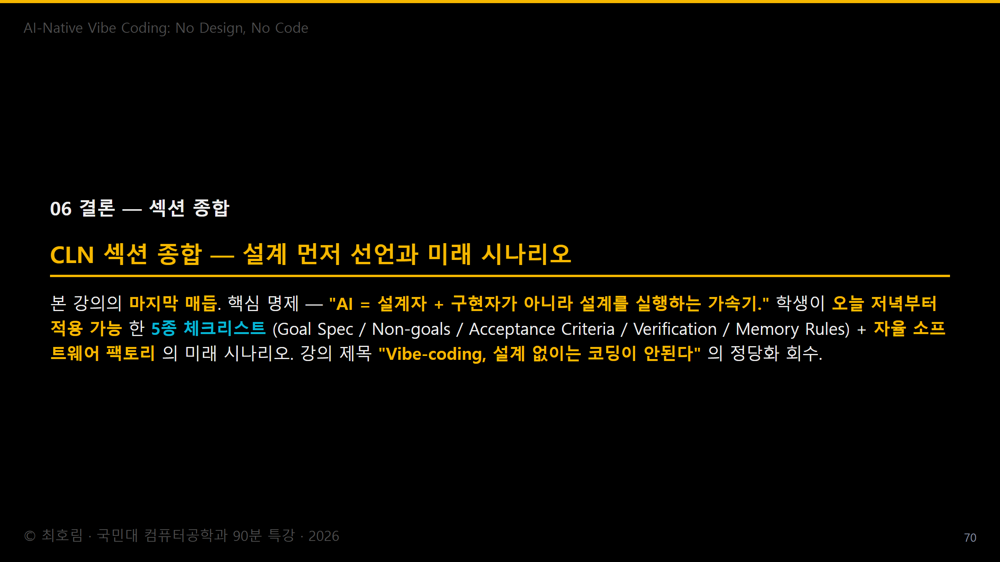 AI-Native Vibe Coding: No Design, No Code
06 결론 — 섹션 종합
CLN 섹션 종합 — 설계 먼저 선언과 미래 시나리오
본 강의의 마지막 매듭. 핵심 명제 — "AI = 설계자 + 구현자가 아니라 설계를 실행하는 가속기." 학생이 오늘 저녁부터
적용 가능 한 5종 체크리스트 (Goal Spec / Non-goals / Acceptance Criteria / Verification / Memory Rules) + 자율 소프
트웨어 팩토리 의 미래 시나리오. 강의 제목 "Vibe-coding, 설계 없이는 코딩이 안된다" 의 정당화 회수.
© 최호림 · 국민대 컴퓨터공학과 90분 특강 · 2026
70